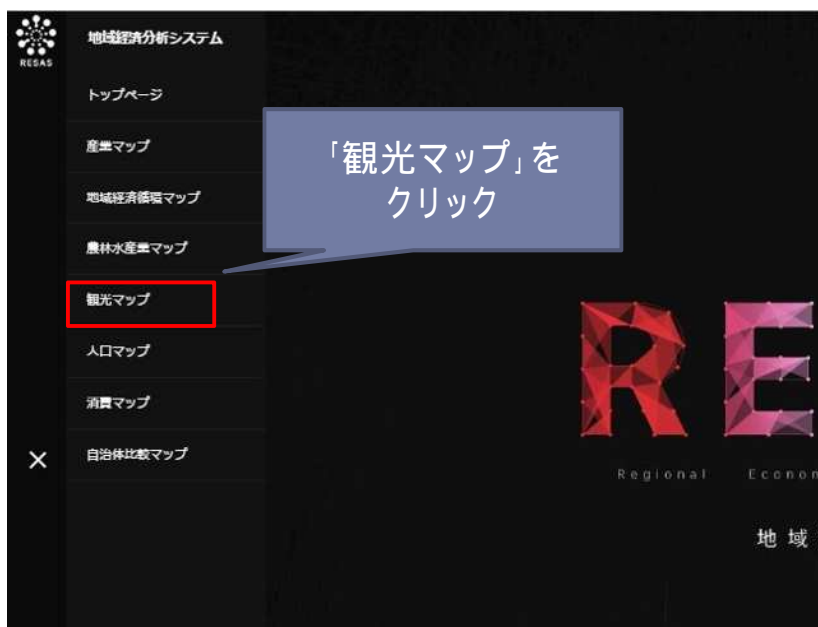 RESAS
地域経済分析システム
トップページ
産業マップ
地域経済循環マップ
農林水産業マップ
観光マップ
人口マップ
消費マップ
自治体比較マップ
「観光マップ」を
クリック
RE
Regional Econom
地域